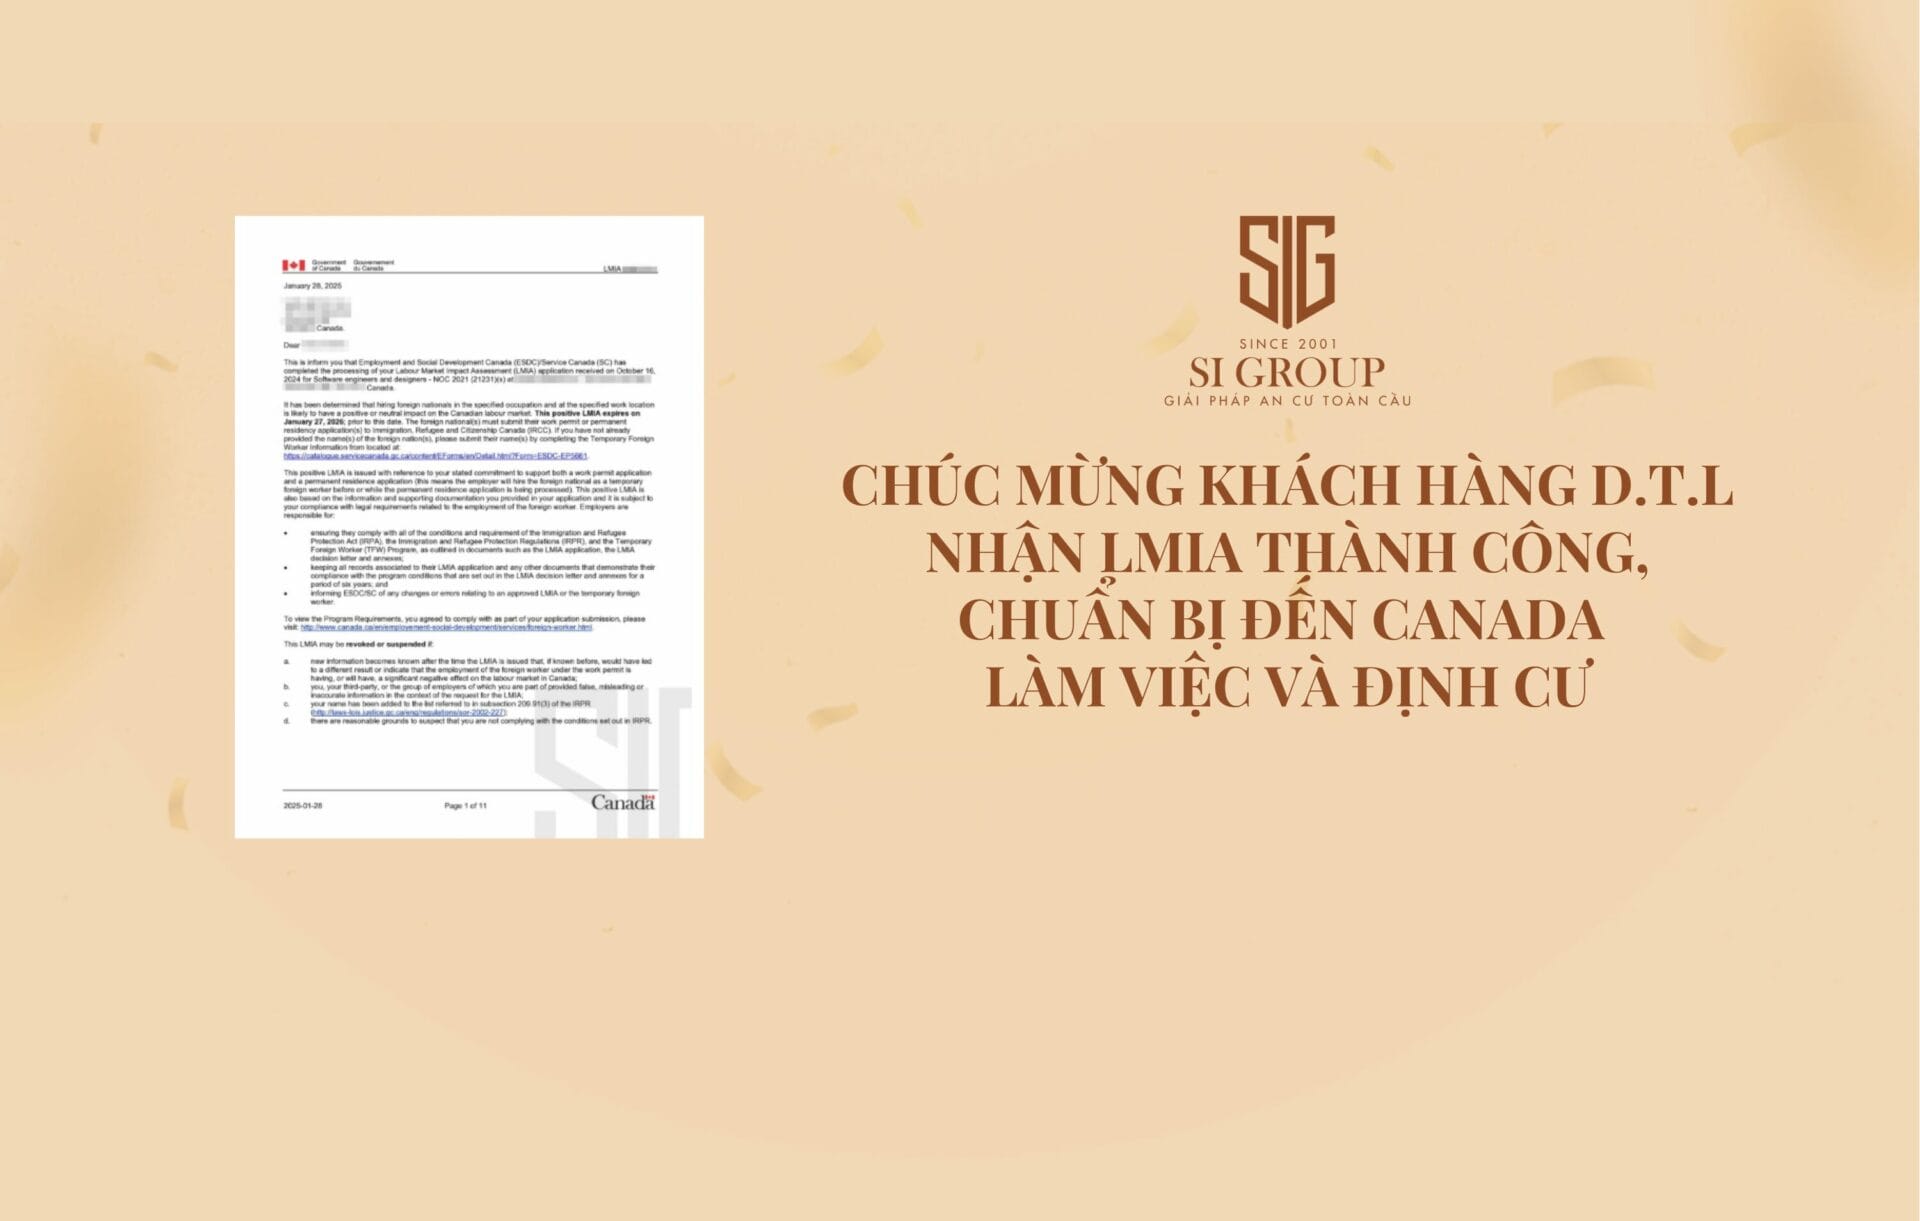 Government of Canada Gouvernement du Canada
LMIA
January 28, 2025
Canada.
Dear
This is inform you that Employment and Social Development Canada (ESDC)/Service Canada (SC) has
completed the processing of your Labour Market Impact Assessment (LMIA) application received on October 16,
2024 for Software engineers and designers - NOC 2021 (21231)(s) at
Canada.
It has been determined that hiring foreign nationals in the specified occupation and at the specified work location
is likely to have a positive or neutral impact on the Canadian labour market. This positive LMIA expires on
January 27, 2026; prior to this date. The foreign national(s) must submit their work permit or permanent
residency application(s) to Immigration, Refugee and Citizenship Canada (IRCC). If you have not already
provided the name(s) of the foreign nation(s), please submit their name(s) by completing the Temporary Foreign
Worker Information from located at:
https://catalogue.servicecanada.gc.ca/content/EForms/en/Detail.html?Form=ESDC-EPS661.
This positive LMIA is issued with reference to your stated commitment to support both a work permit application
and a permanent residence application (this means the employer will hire the foreign national as a temporary
foreign worker before or while the permanent residence application is being processed). This positive LMIA is
also based on the information and supporting documentation you provided in your application and it is subject to
your compliance with legal requirements related to the employment of the foreign worker. Employers are
responsible for:
• ensuring they comply with all of the conditions and requirement of the Immigration and Refugee
Protection Act (IRPA), the Immigration and Refugee Protection Regulations (IRPR), and the Temporary
Foreign Worker (TFW) Program, as outlined in documents such as the LMIA application, the LMIA
decision letter and annexes;
• keeping all records associated to their LMIA application and any other documents that demonstrate their
compliance with the program conditions that are set out in the LMIA decision letter and annexes for a
period of six years; and
• informing ESDC/SC of any changes or errors relating to an approved LMIA or the temporary foreign
worker.
To view the Program Requirements, you agreed to comply with as part of your application submission, please
visit: http://www.canada.ca/en/employement-social-development/services/foreign-worker.html.
This LMIA may be revoked or suspended if:
a. new information becomes known after the time the LMIA is issued that, if known before, would have led
to a different result or indicate that the employment of the foreign worker under the work permit is
having, or will have, a significant negative effect on the labour market in Canada;
b. you, your third-party, or the group of employers of which you are part of provided false, misleading or
inaccurate information in the context of the request for the LMIA;
c. your name has been added to the list referred to in subsection 209.91(3) of the IRPR
(http://laws-lois.justice.gc.ca/eng/regulations/sor-2002-227);
d. there are reasonable grounds to suspect that you are not complying with the conditions set out in IRPR.
2025-01-28 Page 1 of 11 Canada
SIG
SINCE 2001
SI GROUP
GIẢI PHÁP AN CƯ TOÀN CẦU
CHÚC MỪNG KHÁCH HÀNG D.T.L
NHẬN LMIA THÀNH CÔNG,
CHUẨN BỊ ĐẾN CANADA
LÀM VIỆC VÀ ĐỊNH CƯ